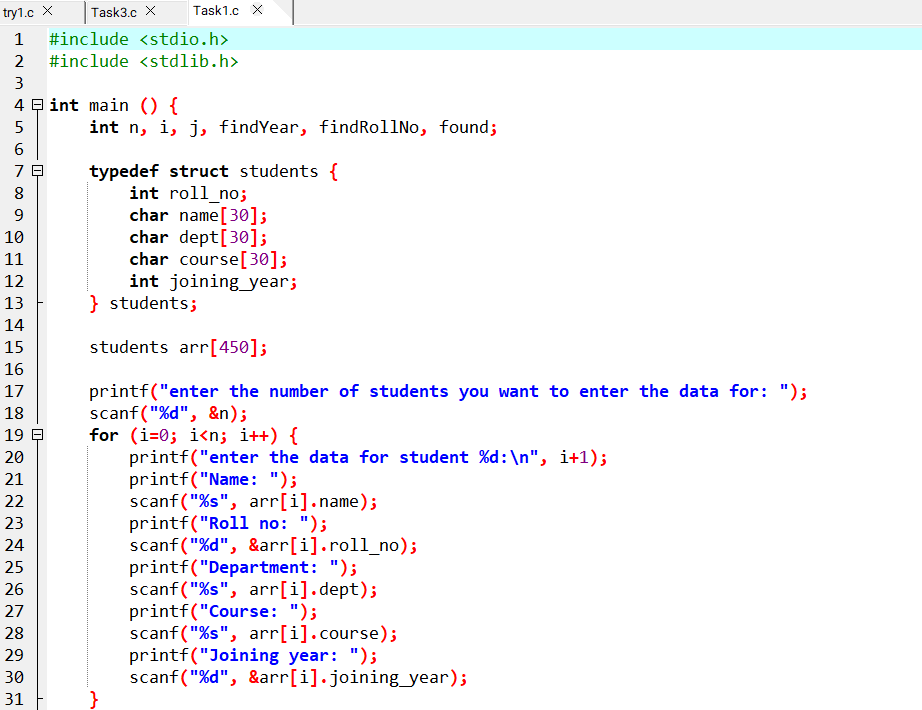 try1.c × Task3.c × Task1.c ×
1 #include <stdio.h>
2 #include <stdlib.h>
3
4 int main () {
5 int n, i, j, findYear, findRollNo, found;
6
7 typedef struct students {
8 int roll_no;
9 char name[30];
10 char dept[30];
11 char course[30];
12 int joining_year;
13 } students;
14
15 students arr[450];
16
17 printf("enter the number of students you want to enter the data for: ");
18 scanf("%d", &n);
19 for (i=0; i<n; i++) {
20 printf("enter the data for student %d:\n", i+1);
21 printf("Name: ");
22 scanf("%s", arr[i].name);
23 printf("Roll no: ");
24 scanf("%d", &arr[i].roll_no);
25 printf("Department: ");
26 scanf("%s", arr[i].dept);
27 printf("Course: ");
28 scanf("%s", arr[i].course);
29 printf("Joining year: ");
30 scanf("%d", &arr[i].joining_year);
31 }